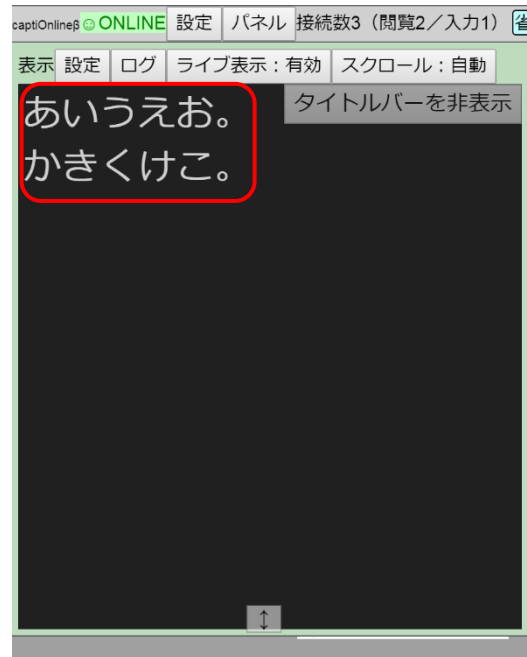 captiOnlineβ ☺ ONLINE 設定 パネル 接続数3（閲覧2／入力1）
表示 設定 ログ ライブ表示：有効 スクロール：自動
タイトルバーを非表示
あいうえお。
かきくけこ。
↕